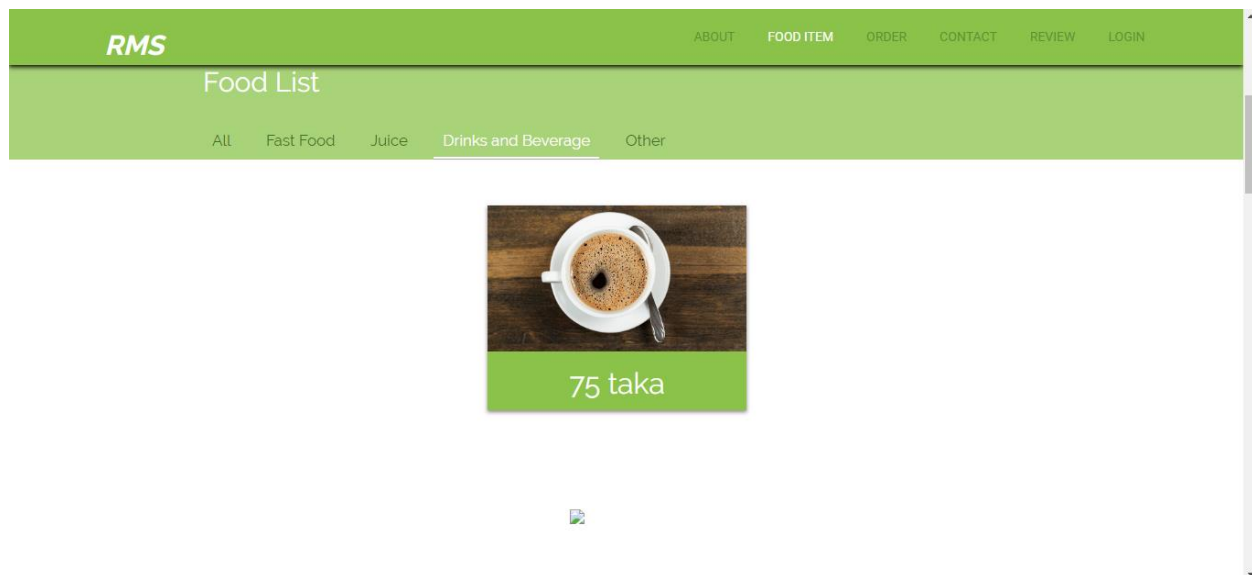 RMS
ABOUT FOOD ITEM ORDER CONTACT REVIEW LOGIN
Food List
All Fast Food Juice Drinks and Beverage Other
75 taka